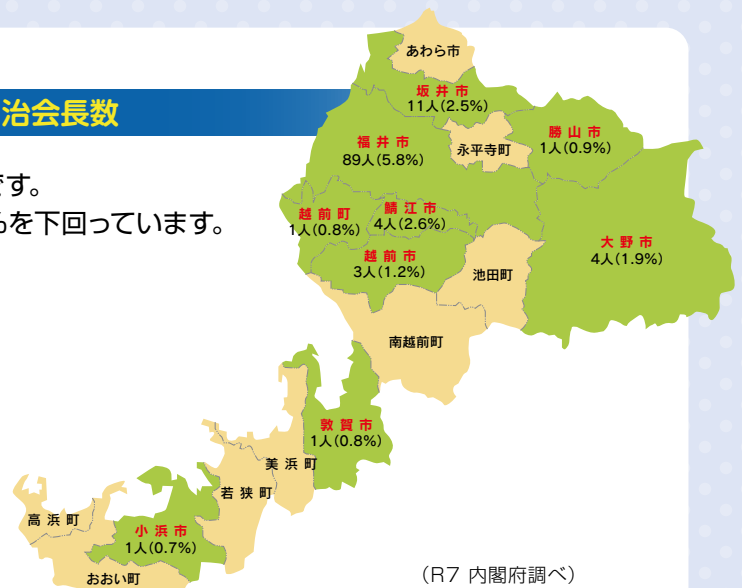 治会長数
です。
%を下回っています。
あわら市
坂井市
11人(2.5%)
福井市
89人(5.8%)
永平寺町
勝山市
1人(0.9%)
越前町
1人(0.8%)
鯖江市
4人(2.6%)
越前市
3人(1.2%)
池田町
大野市
4人(1.9%)
南越前町
敦賀市
1人(0.8%)
美浜町
若狭町
高浜町
小浜市
1人(0.7%)
おおい町
(R7 内閣府調べ)